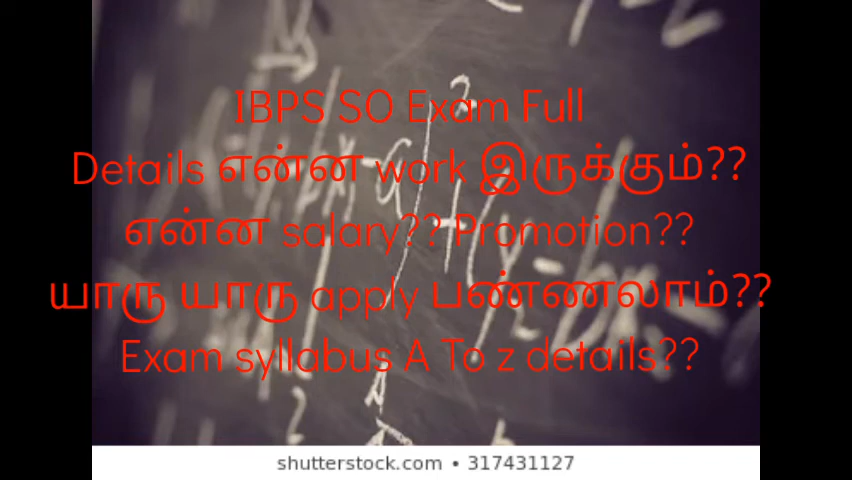 IBPS SO Exam Full
Details என்ன work இருக்கும்??
என்ன salary?? Promotion??
யாரு யாரு apply பண்ணலாம்??
Exam syllabus A To z details??
shutterstock.com • 317431127